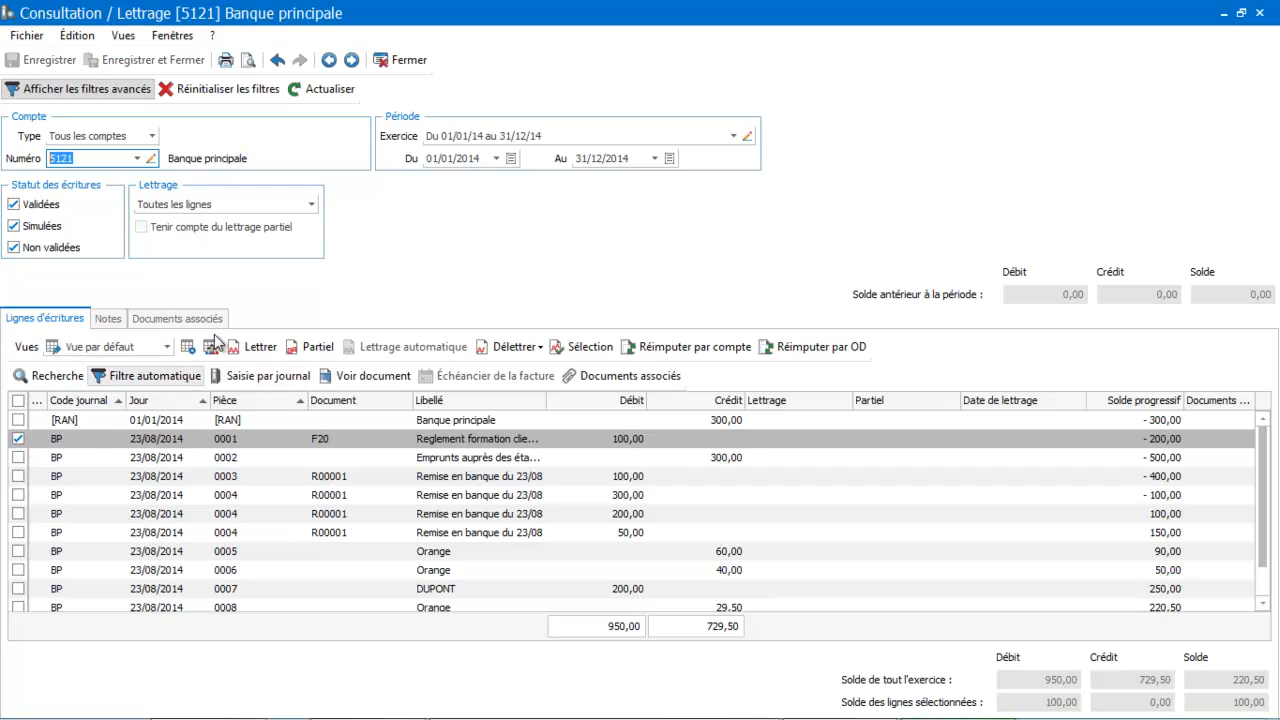 Consultation / Lettrage [5121] Banque principale
Fichier Édition Vues Fenêtres ?
Enregistrer Enregistrer et Fermer Fermer
Afficher les filtres avancés Réinitialiser les filtres Actualiser
Compte Période
Type Tous les comptes Exercice Du 01/01/14 au 31/12/14
Numéro 5121 Banque principale Du 01/01/2014 Au 31/12/2014
Statut des écritures Lettrage
Validées Toutes les lignes
Simulées Tenir compte du lettrage partiel
Non validées
Débit Crédit Solde
Solde antérieur à la période : 0,00 0,00 0,00
Lignes d'écritures Notes Documents associés
Vues Vue par défaut Lettrer Partiel Lettrage automatique Délettrer Sélection Réimputer par compte Réimputer par OD
Recherche Filtre automatique Saisie par journal Voir document Échéancier de la facture Documents associés
... Code journal Jour Pièce Document Libellé Débit Crédit Lettrage Partiel Date de lettrage Solde progressif Documents ...
[RAN] 01/01/2014 [RAN] Banque principale 300,00 - 300,00
BP 23/08/2014 0001 F20 Reglement formation clie... 100,00 - 200,00
BP 23/08/2014 0002 Emprunts auprès des éta... 300,00 - 500,00
BP 23/08/2014 0003 R00001 Remise en banque du 23/08 100,00 - 400,00
BP 23/08/2014 0004 R00001 Remise en banque du 23/08 300,00 - 100,00
BP 23/08/2014 0004 R00001 Remise en banque du 23/08 200,00 100,00
BP 23/08/2014 0004 R00001 Remise en banque du 23/08 50,00 150,00
BP 23/08/2014 0005 Orange 60,00 90,00
BP 23/08/2014 0006 Orange 40,00 50,00
BP 23/08/2014 0007 DUPONT 200,00 250,00
BP 23/08/2014 0008 Orange 29,50 220,50
950,00 729,50
Débit Crédit Solde
Solde de tout l'exercice : 950,00 729,50 220,50
Solde des lignes sélectionnées : 100,00 0,00 100,00